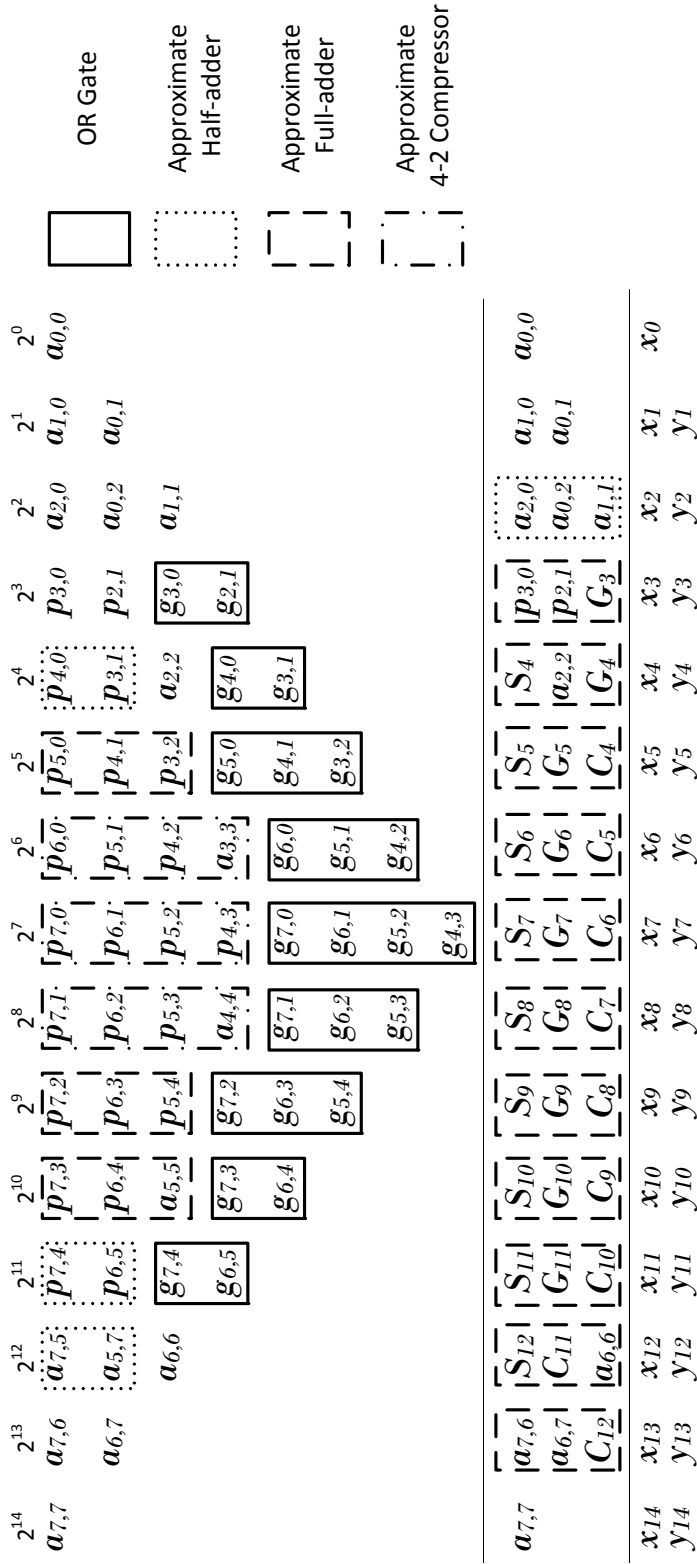 2^14 2^13 2^12 2^11 2^10 2^9 2^8 2^7 2^6 2^5 2^4 2^3 2^2 2^1 2^0
a7,7 a7,6 a7,5 p7,4 p7,3 p7,2 p7,1 p7,0 p6,0 p5,0 p4,0 p3,0 a2,0 a1,0 a0,0
a6,7 a5,7 p6,5 p6,4 p6,3 p6,2 p6,1 p5,1 p4,1 p3,1 p2,1 a0,2 a0,1
a6,6 g7,4 a5,5 p5,4 p5,3 p5,2 p4,2 p3,2 a2,2 g3,0 a1,1
g6,5 g7,3 g7,2 a4,4 p4,3 a3,3 g5,0 g4,0 g2,1
g6,4 g6,3 g7,1 g7,0 g6,0 g4,1 g3,1
g5,4 g6,2 g6,1 g5,1 g3,2
g5,3 g5,2 g4,2
g4,3
a7,7 a7,6 S12 S11 S10 S9 S8 S7 S6 S5 S4 p3,0 a2,0 a1,0 a0,0
a6,7 C11 G11 G10 G9 G8 G7 G6 G5 a2,2 p2,1 a0,2 a0,1
C12 a6,6 C10 C9 C8 C7 C6 C5 C4 G4 G3 a1,1
x14 x13 x12 x11 x10 x9 x8 x7 x6 x5 x4 x3 x2 x1 x0
y14 y13 y12 y11 y10 y9 y8 y7 y6 y5 y4 y3 y2 y1
OR Gate
Approximate
Half-adder
Approximate
Full-adder
Approximate
4-2 Compressor